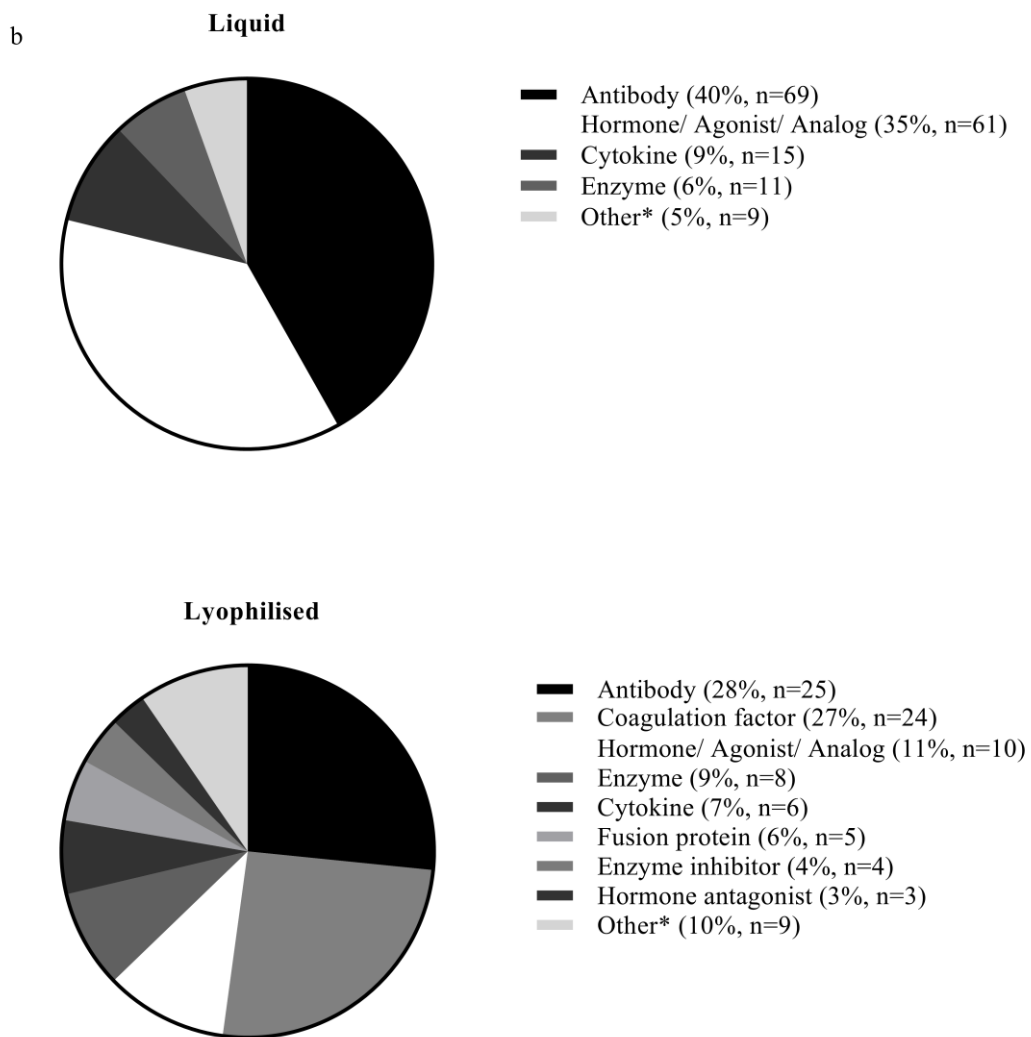 b
Liquid
Antibody (40%, n=69)
Hormone/ Agonist/ Analog (35%, n=61)
Cytokine (9%, n=15)
Enzyme (6%, n=11)
Other* (5%, n=9)
Lyophilised
Antibody (28%, n=25)
Coagulation factor (27%, n=24)
Hormone/ Agonist/ Analog (11%, n=10)
Enzyme (9%, n=8)
Cytokine (7%, n=6)
Fusion protein (6%, n=5)
Enzyme inhibitor (4%, n=4)
Hormone antagonist (3%, n=3)
Other* (10%, n=9)